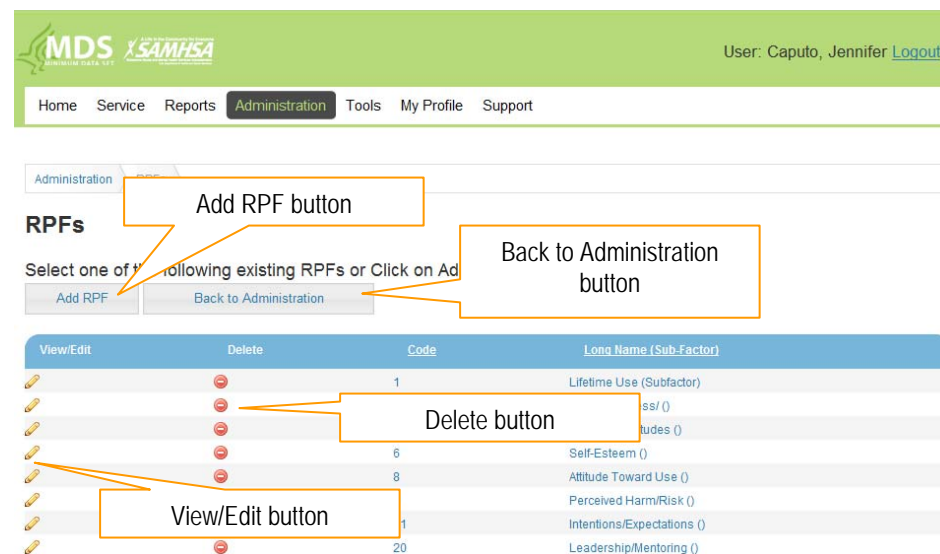 MDS SAMHSA
MINIMUM DATA SET
User: Caputo, Jennifer Logout
Home Service Reports Administration Tools My Profile Support
Administration
Add RPF button
RPFs
Back to Administration button
Select one of following existing RPFs or Click on Ad
Add RPF Back to Administration
View/Edit Delete Code Long Name (Sub-Factor)
1 Lifetime Use (Subfactor)
Delete button
ess/ ()
tudes ()
6 Self-Esteem ()
8 Attitude Toward Use ()
Perceived Harm/Risk ()
View/Edit button
1 Intentions/Expectations ()
20 Leadership/Mentoring ()